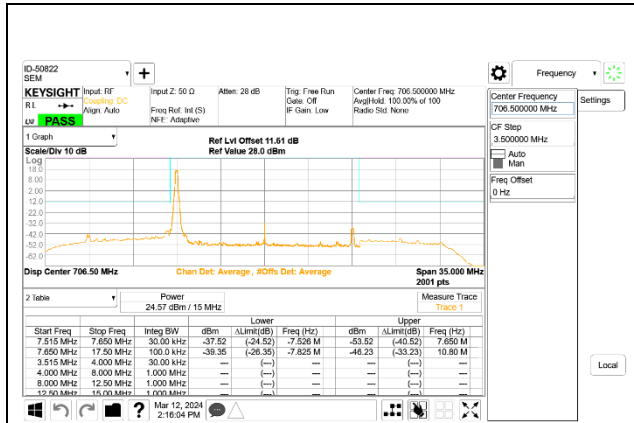 ID-50822
SEM
+
Frequency
KEYSIGHT Input: RF Input Z: 50 Ω Atten: 28 dB Trig: Free Run Center Freq: 706.500000 MHz
RL Coupling: DC Gate: Off Avg|Hold: 100.00% of 100
Align: Auto Freq Ref: Int (S) IF Gain: Low Radio Std: None
PASS NFE: Adaptive
Center Frequency
706.500000 MHz
Settings
CF Step
3.600000 MHz
Auto
Man
Freq Offset
0 Hz
1 Graph
Ref Lvl Offset 11.61 dB
Scale/Div 10 dB Ref Value 28.0 dBm
Log
18.0
8.00
2.00
12.0
-22.0
-32.0
-42.0
-52.0
-62.0
Disp Center 706.50 MHz Chan Det: Average , #Offs Det: Average Span 35.000 MHz
2001 pts
2 Table Power Measure Trace
24.57 dBm / 15 MHz Trace 1
Lower Upper
Start Freq Stop Freq Integ BW dBm ΔLimit(dB) Freq (Hz) dBm ΔLimit(dB) Freq (Hz)
7.515 MHz 7.650 MHz 30.00 kHz -37.52 (-24.52) -7.526 M -53.52 (-40.52) 7.650 M
7.650 MHz 17.50 MHz 100.0 kHz -39.35 (-26.35) -7.825 M -46.23 (-33.23) 10.80 M
3.515 MHz 4.000 MHz 30.00 kHz --- (---) --- (---) ---
4.000 MHz 8.000 MHz 1.000 MHz --- (---) --- (---) ---
8.000 MHz 12.50 MHz 1.000 MHz --- (---) --- (---) ---
12.50 MHz 15.00 MHz 1.000 MHz --- (---) --- (---) ---
Local
? Mar 12, 2024
2:16:04 PM